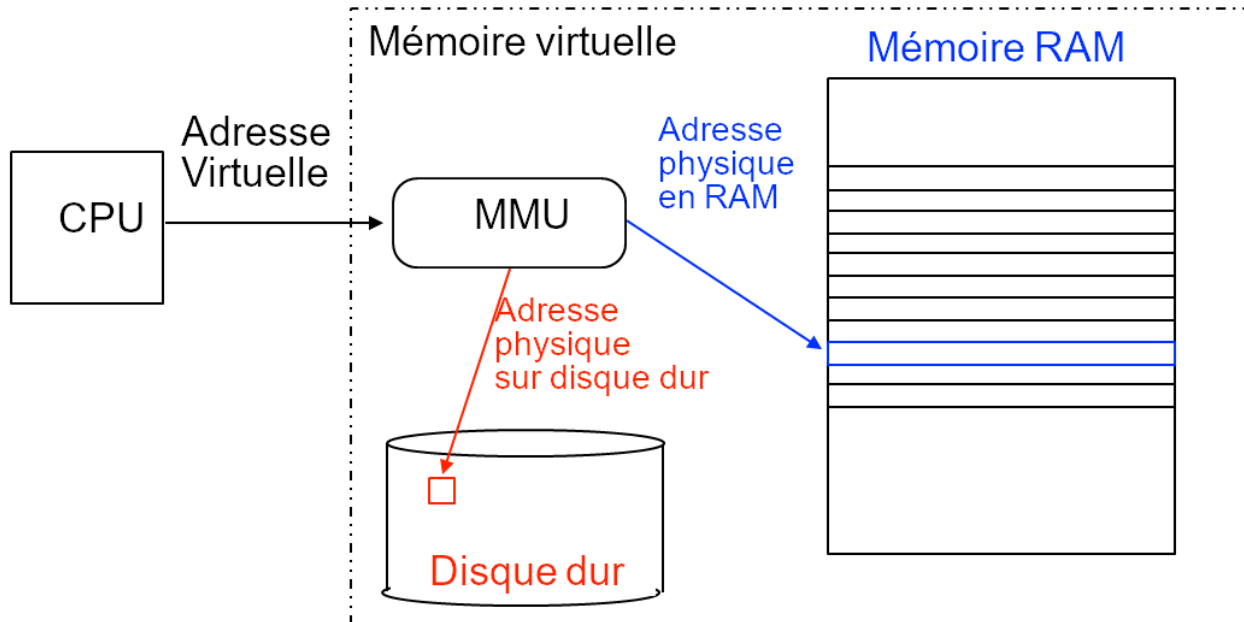 Mémoire virtuelle
Mémoire RAM
Adresse
Virtuelle
Adresse
physique
en RAM
CPU
MMU
Adresse
physique
sur disque dur
Disque dur